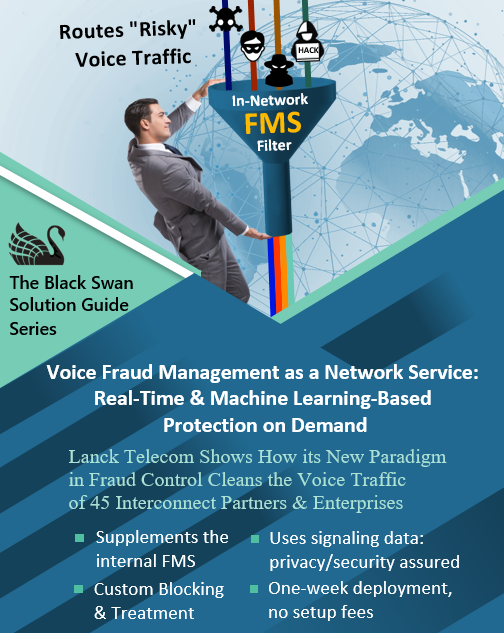 Routes "Risky"
Voice Traffic
HACK
In-Network
FMS
Filter
The Black Swan
Solution Guide
Series
Voice Fraud Management as a Network Service:
Real-Time & Machine Learning-Based
Protection on Demand
Lanck Telecom Shows How its New Paradigm
in Fraud Control Cleans the Voice Traffic
of 45 Interconnect Partners & Enterprises
Supplements the
internal FMS
Custom Blocking
& Treatment
Uses signaling data:
privacy/security assured
One-week deployment,
no setup fees